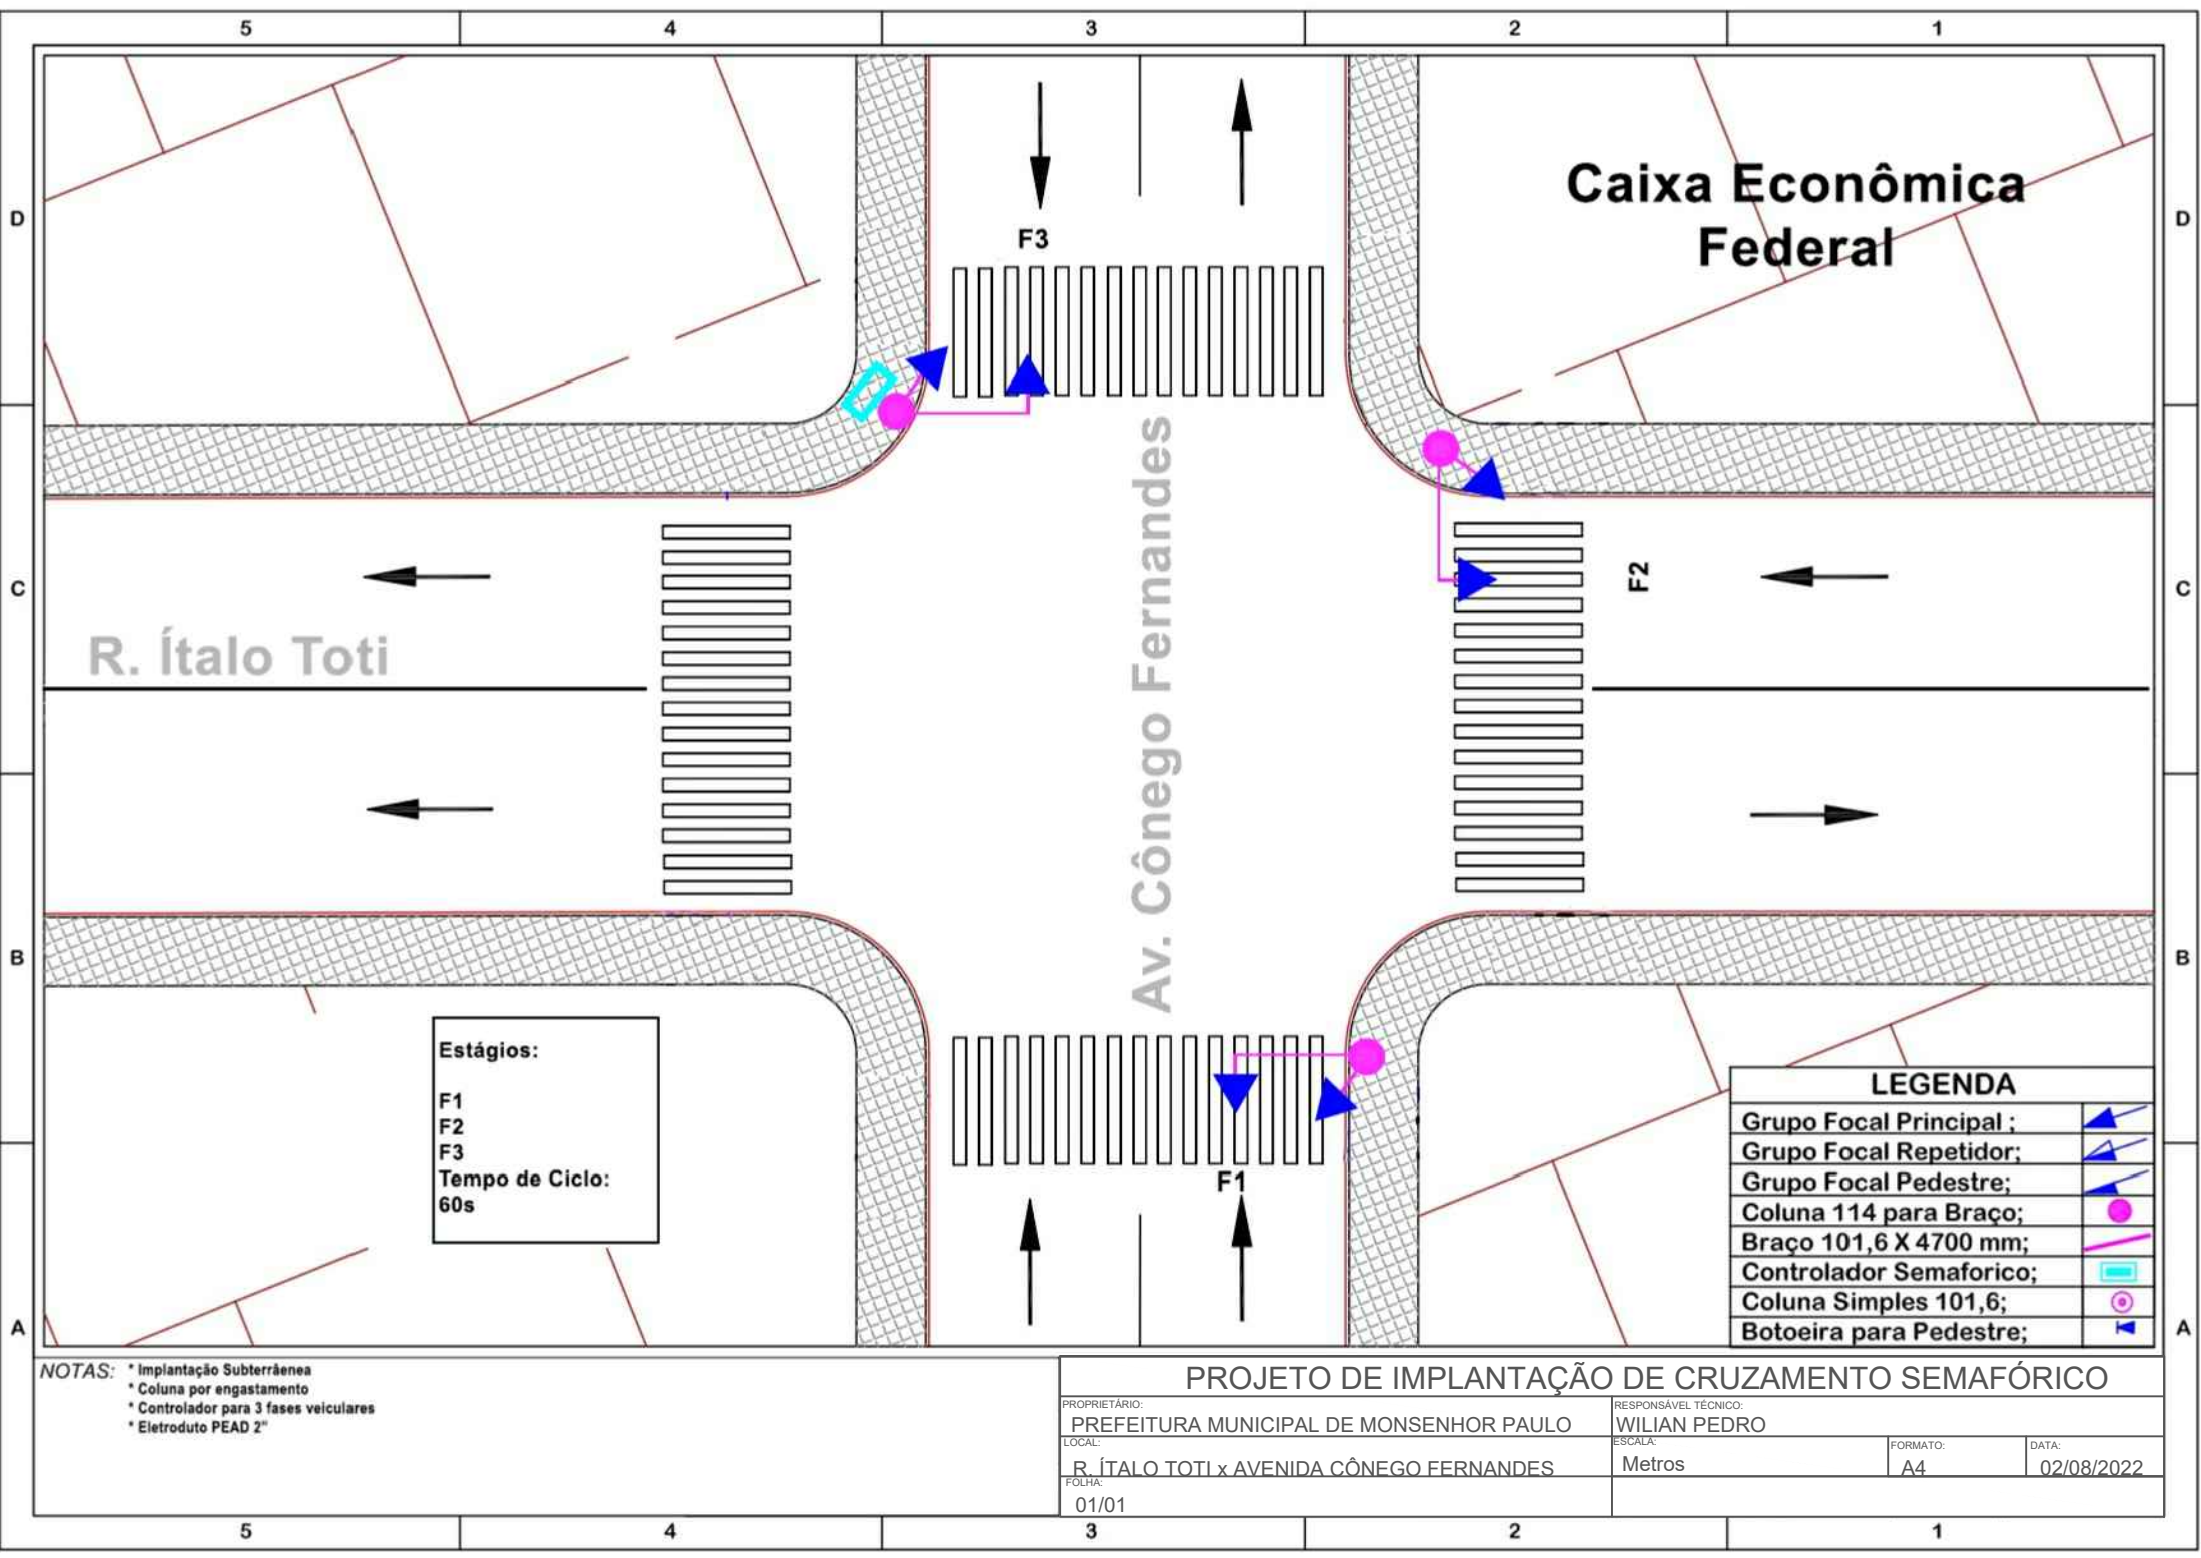 5 4 3 2 1
Caixa Econômica
Federal
D D
F3
C C
F2
R. Ítalo Toti
Av. Cônego Fernandes
B B
Estágios:
F1
F2
F3
Tempo de Ciclo:
60s
F1
LEGENDA
Grupo Focal Principal ;
Grupo Focal Repetidor;
Grupo Focal Pedestre;
Coluna 114 para Braço;
Braço 101,6 X 4700 mm;
Controlador Semaforico;
Coluna Simples 101,6;
Botoeira para Pedestre;
A A
NOTAS: * Implantação Subterrâenea
* Coluna por engastamento
* Controlador para 3 fases veiculares
* Eletroduto PEAD 2"
PROJETO DE IMPLANTAÇÃO DE CRUZAMENTO SEMAFÓRICO
PROPRIETÁRIO:
PREFEITURA MUNICIPAL DE MONSENHOR PAULO
RESPONSÁVEL TÉCNICO:
WILIAN PEDRO
LOCAL:
R. ÍTALO TOTI x AVENIDA CÔNEGO FERNANDES
ESCALA:
Metros
FORMATO:
A4
DATA:
02/08/2022
FOLHA:
01/01
5 4 3 2 1